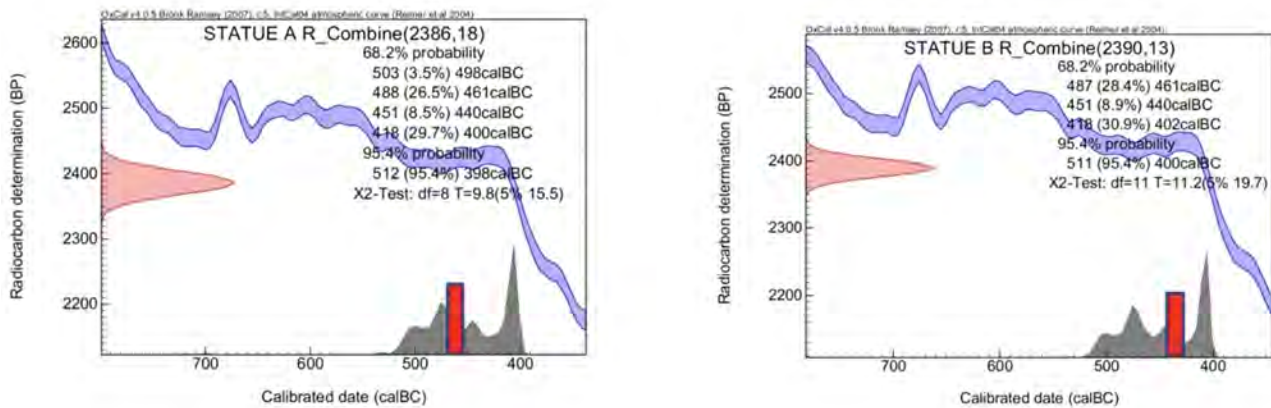 OxCal v4.0.5 Bronk Ramsey (2007); r:5; IntCal04 atmospheric curve (Reimer et al 2004)
STATUE A R_Combine(2386,18)
68.2% probability
503 (3.5%) 498calBC
488 (26.5%) 461calBC
451 (8.5%) 440calBC
418 (29.7%) 400calBC
95.4% probability
512 (95.4%) 398calBC
X2-Test: df=8 T=9.8(5% 15.5)
Radiocarbon determination (BP)
2600
2500
2400
2300
2200
700
600
500
400
Calibrated date (calBC)
OxCal v4.0.5 Bronk Ramsey (2007); r:5; IntCal04 atmospheric curve (Reimer et al 2004)
STATUE B R_Combine(2390,13)
68.2% probability
487 (28.4%) 461calBC
451 (8.9%) 440calBC
418 (30.9%) 402calBC
95.4% probability
511 (95.4%) 400calBC
X2-Test: df=11 T=11.2(5% 19.7)
Radiocarbon determination (BP)
2600
2500
2400
2300
2200
700
600
500
400
Calibrated date (calBC)